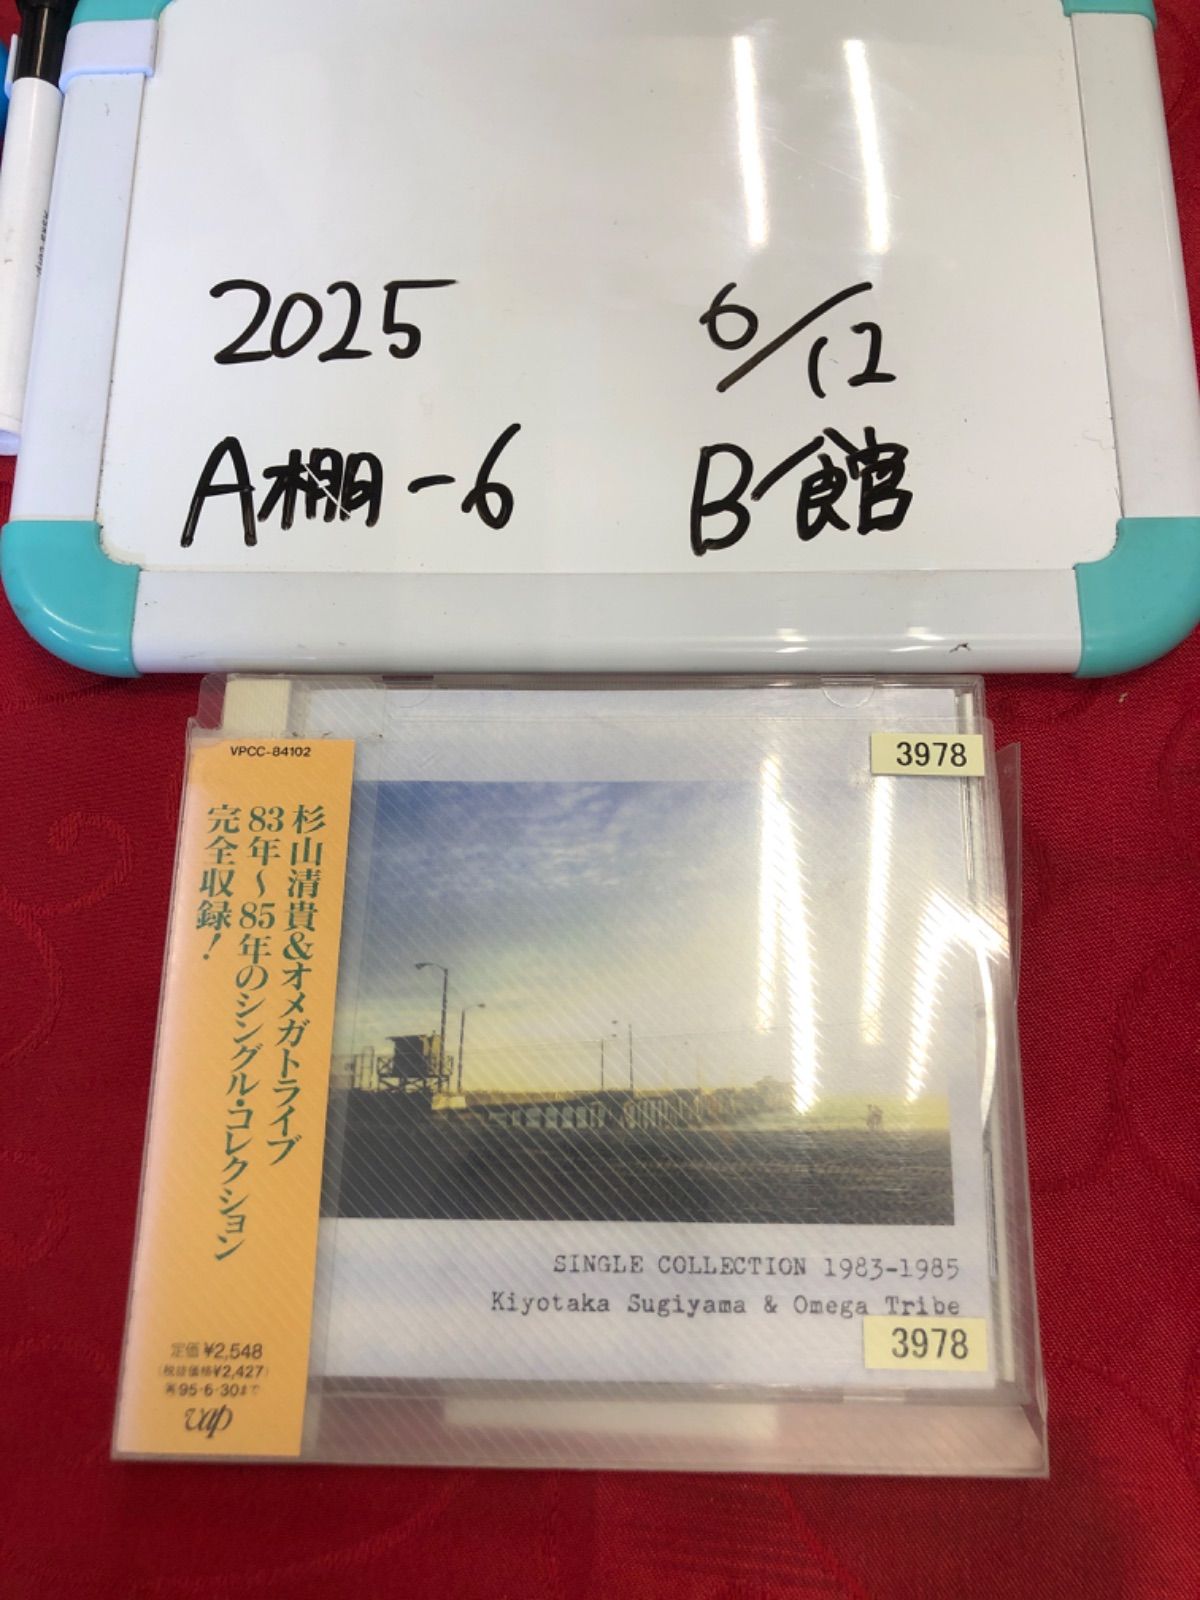 2025 6/12
A棚-6 B館
VPCC-84102
杉山清貴&オメガトライブ
83年〜85年のシングル・コレクション
完全収録!
定価¥2,548
(税抜価格¥2,427)
再95・6・30まで
3978
SINGLE COLLECTION 1983-1985
Kiyotaka Sugiyama & Omega Tribe
3978